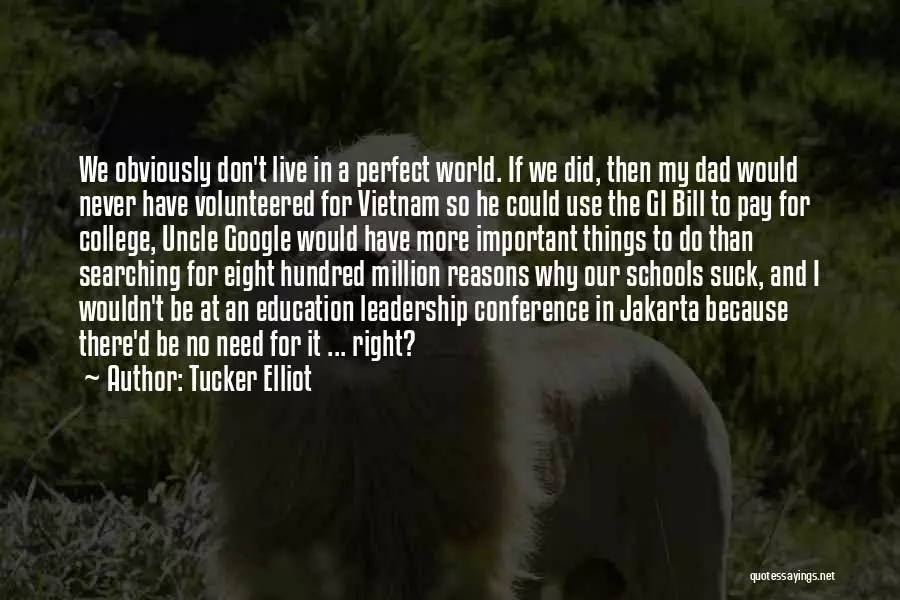 We obviously don't live in a perfect world. If we did, then my dad would
never have volunteered for Vietnam so he could use the GI Bill to pay for
college, Uncle Google would have more important things to do than
searching for eight hundred million reasons why our schools suck, and I
wouldn't be at an education leadership conference in Jakarta because
there'd be no need for it ... right?
~ Author: Tucker Elliot
quotessayings.net